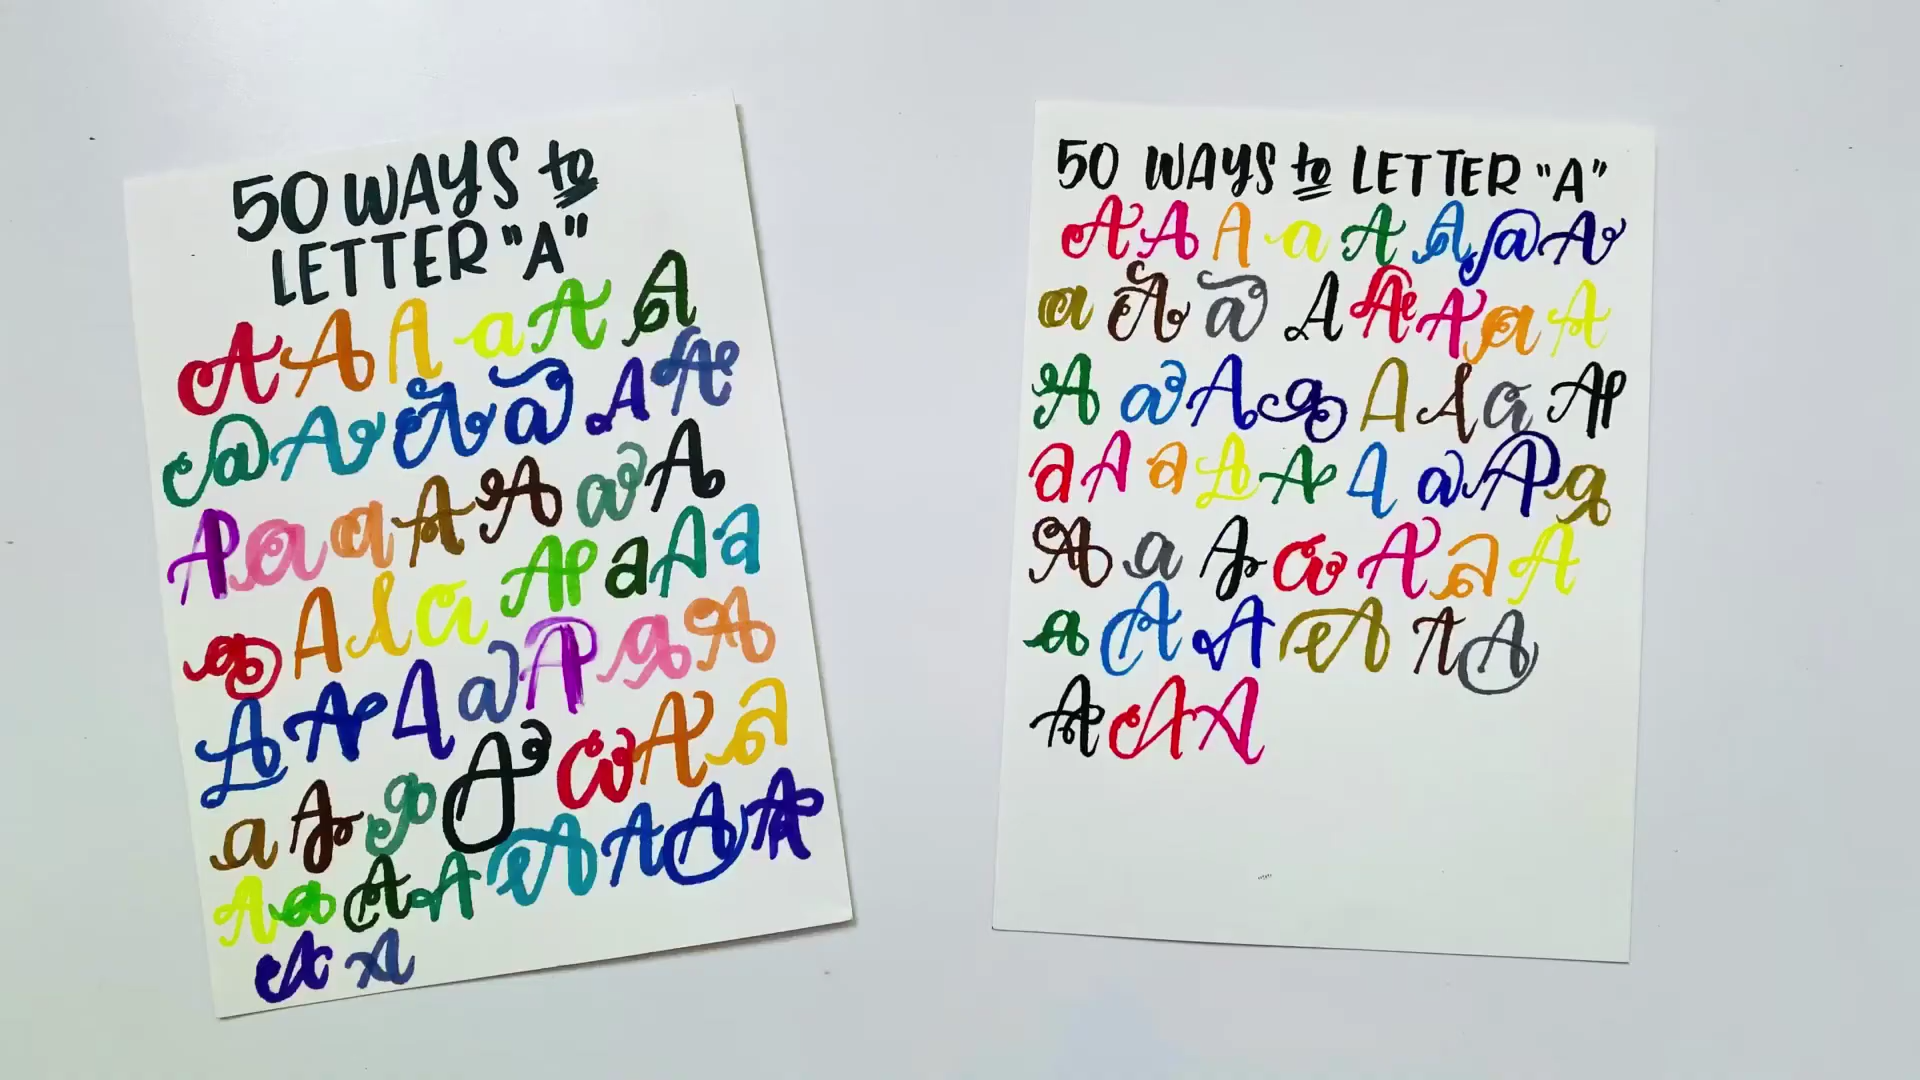 50 WAYS to
LETTER "A"
A A A a A A
a A A a A A
A a a A A a A
a A A a A a A a
A A A a A a A
a A a A a A a
A a A A A A A A
A A
50 WAYS to LETTER "A"
A A A a A A a A
a A a A A A a A
A a A a A A a A
a A a A A A a A a
A a A a A a A
a A A A A A
A A A